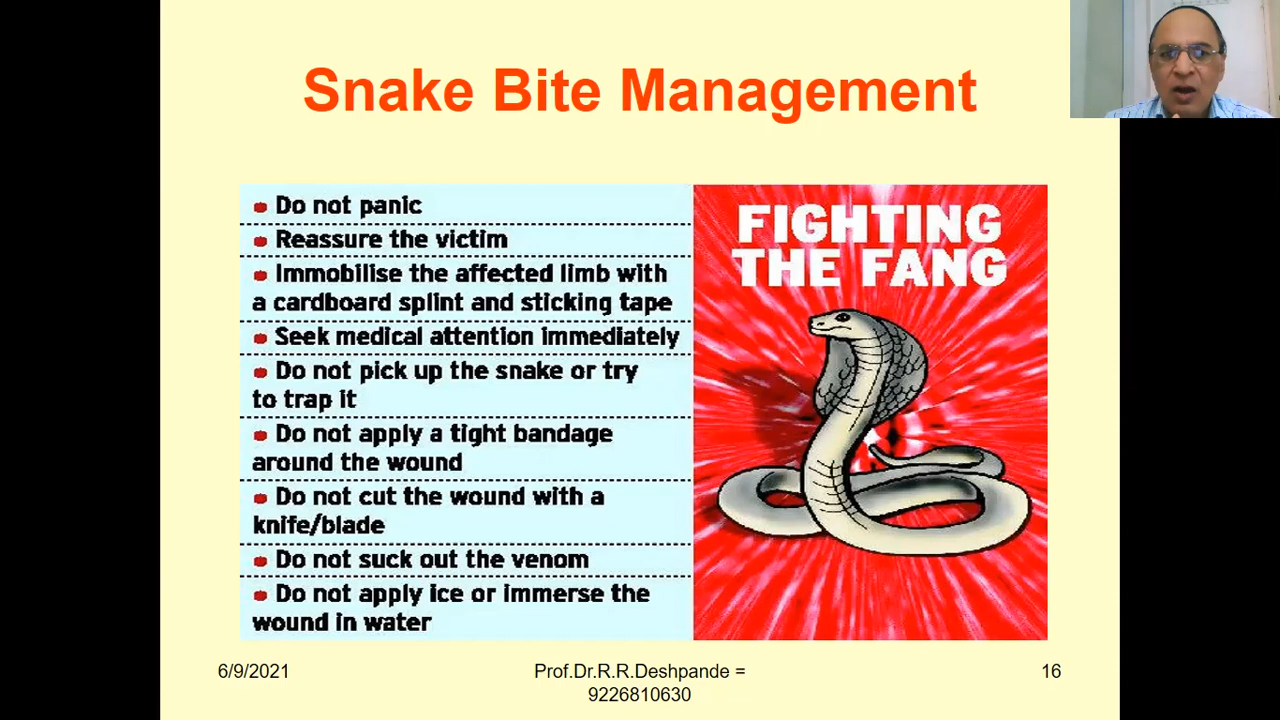 Snake Bite Management
Do not panic
Reassure the victim
Immobilise the affected limb with
a cardboard splint and sticking tape
Seek medical attention immediately
Do not pick up the snake or try
to trap it
Do not apply a tight bandage
around the wound
Do not cut the wound with a
knife/blade
Do not suck out the venom
Do not apply ice or immerse the
wound in water
FIGHTING
THE FANG
6/9/2021
Prof.Dr.R.R.Deshpande =
9226810630
16